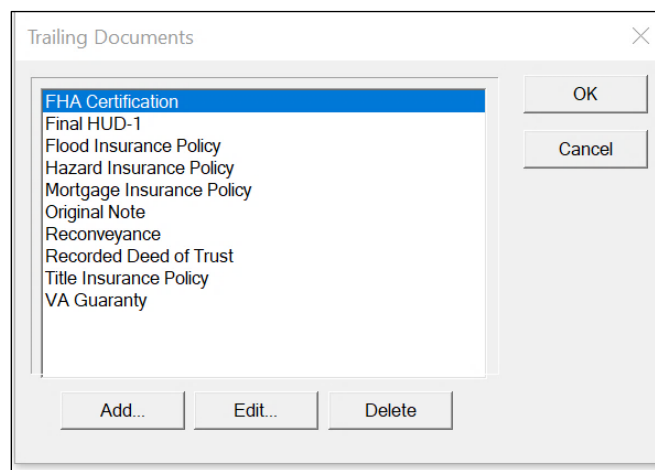 Trailing Documents
FHA Certification
Final HUD-1
Flood Insurance Policy
Hazard Insurance Policy
Mortgage Insurance Policy
Original Note
Reconveyance
Recorded Deed of Trust
Title Insurance Policy
VA Guaranty
OK
Cancel
Add...
Edit...
Delete